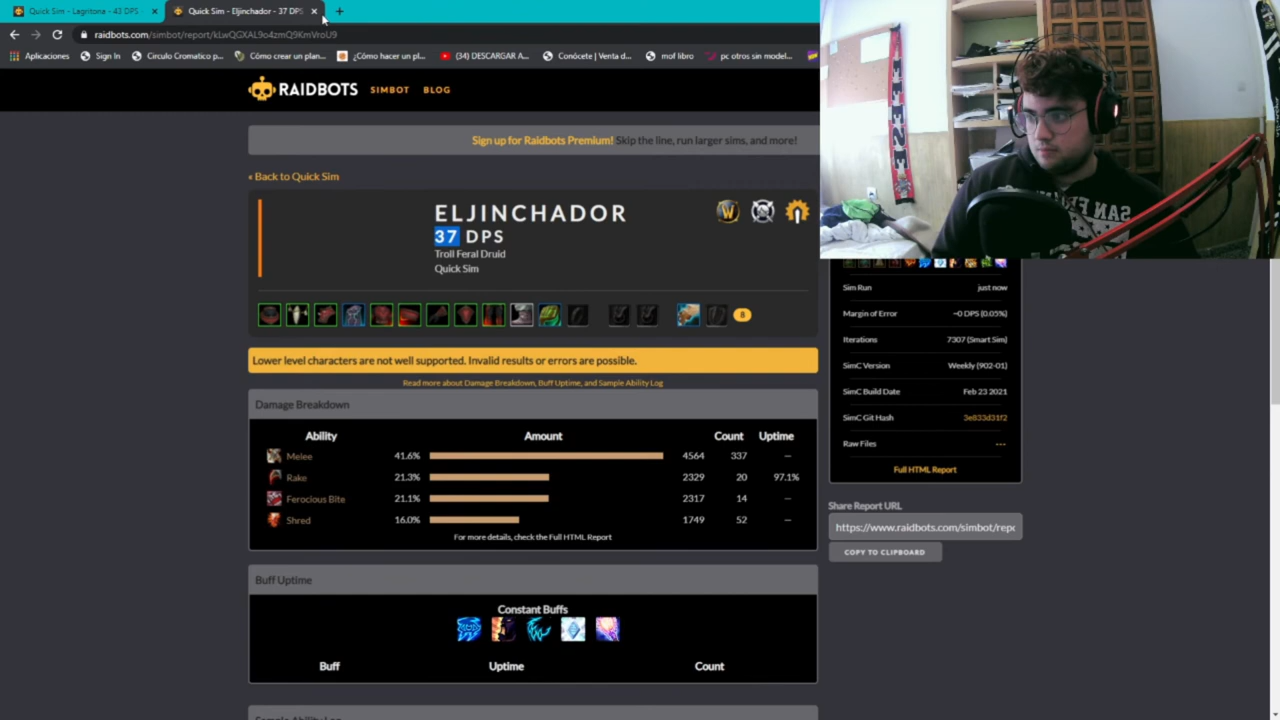 Quick Sim - Lagritona - 43 DPS
Quick Sim - Eljinchador - 37 DPS
raidbots.com/simbot/report/kLwQGXAL9o4zmQ9KmVroU9
Aplicaciones
Sign In
Circulo Cromatico p...
Cómo crear un plan...
¿Cómo hacer un pl...
(34) DESCARGAR A...
Conócete | Venta d...
mof libro
pc otros sin model...
RAIDBOTS
SIMBOT
BLOG
Sign up for Raidbots Premium! Skip the line, run larger sims, and more!
« Back to Quick Sim
ELJINCHADOR
37 DPS
Troll Feral Druid
Quick Sim
8
Lower level characters are not well supported. Invalid results or errors are possible.
Read more about Damage Breakdown, Buff Uptime, and Sample Ability Log
Damage Breakdown
Ability Amount Count Uptime
Melee 41.6% 4564 337 —
Rake 21.3% 2329 20 97.1%
Ferocious Bite 21.1% 2317 14 —
Shred 16.0% 1749 52 —
For more details, check the Full HTML Report
Buff Uptime
Constant Buffs
Buff Uptime Count
Sample Ability Log
Sim Run just now
Margin of Error ~0 DPS (0.05%)
Iterations 7307 (Smart Sim)
SimC Version Weekly (902-01)
SimC Build Date Feb 23 2021
SimC Git Hash 3e833d31f2
Raw Files ...
Full HTML Report
Share Report URL
https://www.raidbots.com/simbot/repo
COPY TO CLIPBOARD